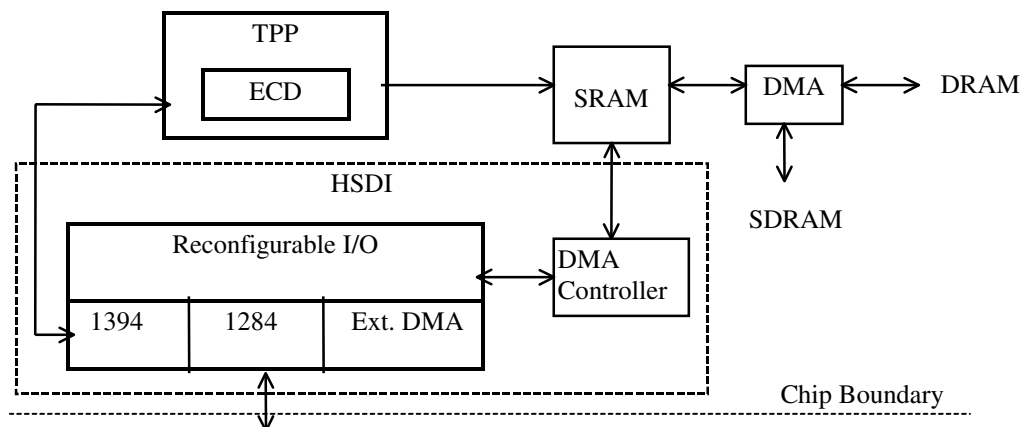 TPP
ECD
SRAM
DMA
DRAM
HSDI
SDRAM
Reconfigurable I/O
DMA
Controller
1394
1284
Ext. DMA
Chip Boundary